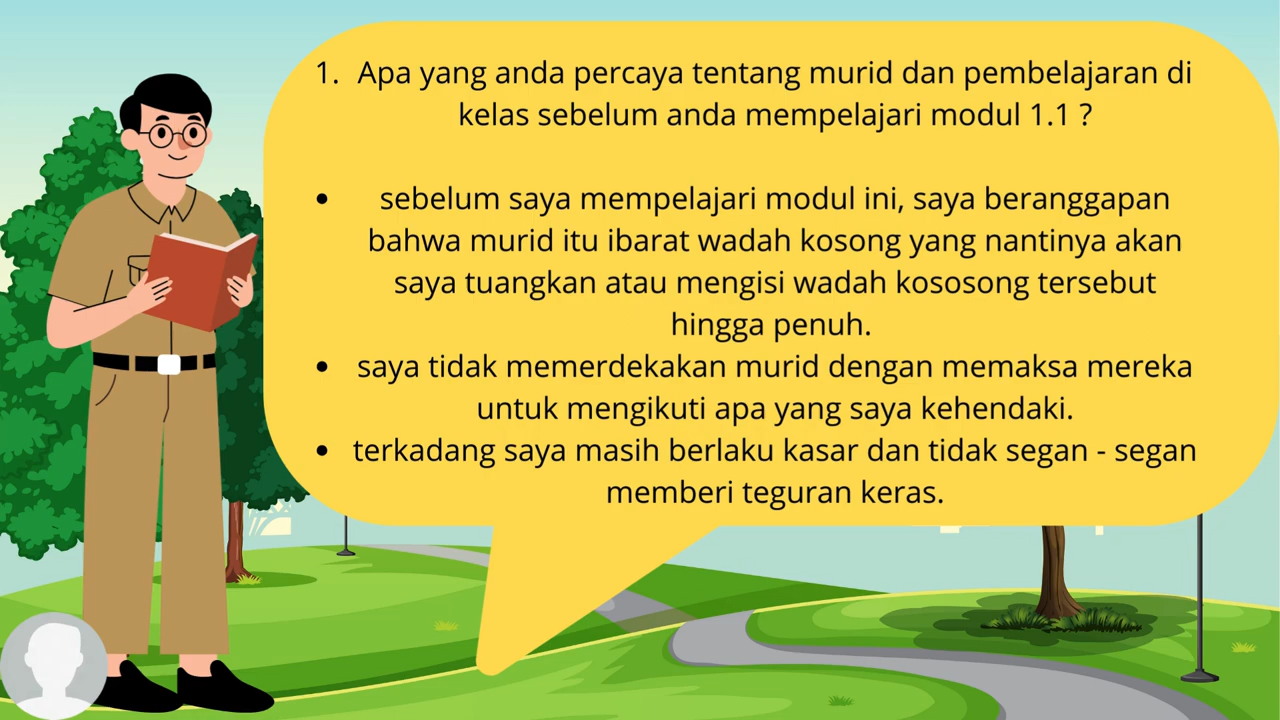 1. Apa yang anda percaya tentang murid dan pembelajaran di
kelas sebelum anda mempelajari modul 1.1 ?
• sebelum saya mempelajari modul ini, saya beranggapan
bahwa murid itu ibarat wadah kosong yang nantinya akan
saya tuangkan atau mengisi wadah kososong tersebut
hingga penuh.
• saya tidak memerdekakan murid dengan memaksa mereka
untuk mengikuti apa yang saya kehendaki.
• terkadang saya masih berlaku kasar dan tidak segan - segan
memberi teguran keras.